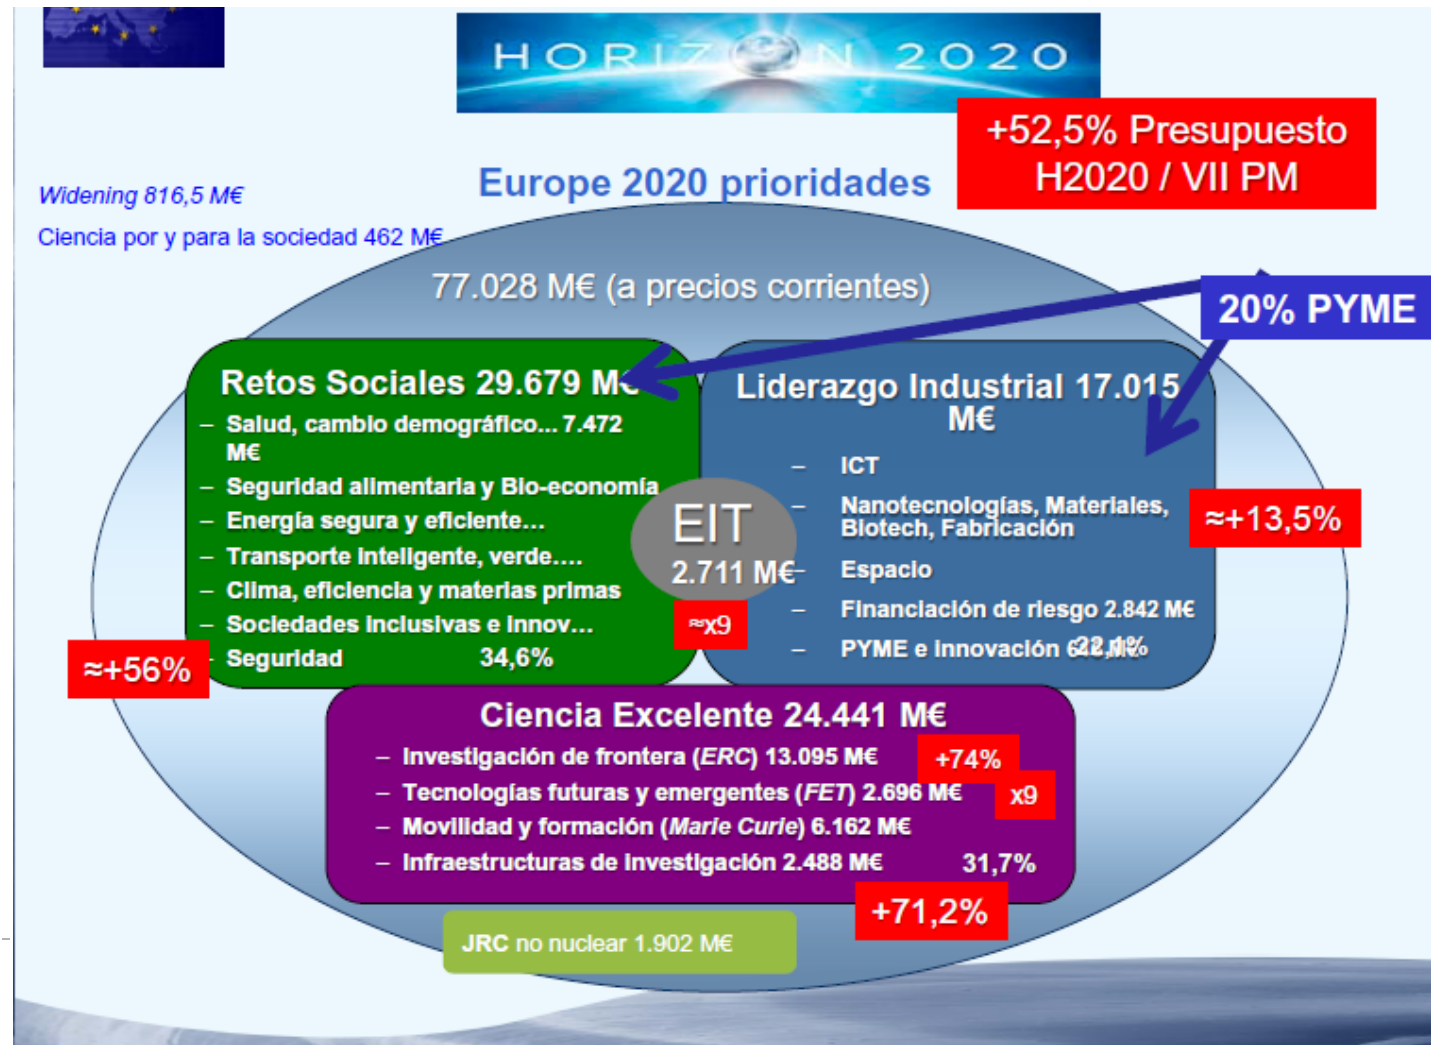 HORIZON 2020
+52,5% Presupuesto
H2020 / VII PM
Europe 2020 prioridades
Widening 816,5 M€
Ciencia por y para la sociedad 462 M€
77.028 M€ (a precios corrientes)
20% PYME
Retos Sociales 29.679 M€
– Salud, cambio demográfico... 7.472
M€
– Seguridad alimentaria y Bio-economía
– Energía segura y eficiente...
– Transporte inteligente, verde....
– Clima, eficiencia y materias primas
– Sociedades inclusivas e innov...
– Seguridad 34,6%
≈+56%
EIT
2.711 M€
≈x9
Liderazgo Industrial 17.015
M€
– ICT
– Nanotecnologías, Materiales,
Biotech, Fabricación
– Espacio
– Financiación de riesgo 2.842 M€
– PYME e innovación
≈+13,5%
Ciencia Excelente 24.441 M€
– Investigación de frontera (ERC) 13.095 M€ +74%
– Tecnologías futuras y emergentes (FET) 2.696 M€ x9
– Movilidad y formación (Marie Curie) 6.162 M€
– Infraestructuras de investigación 2.488 M€ 31,7%
+71,2%
JRC no nuclear 1.902 M€